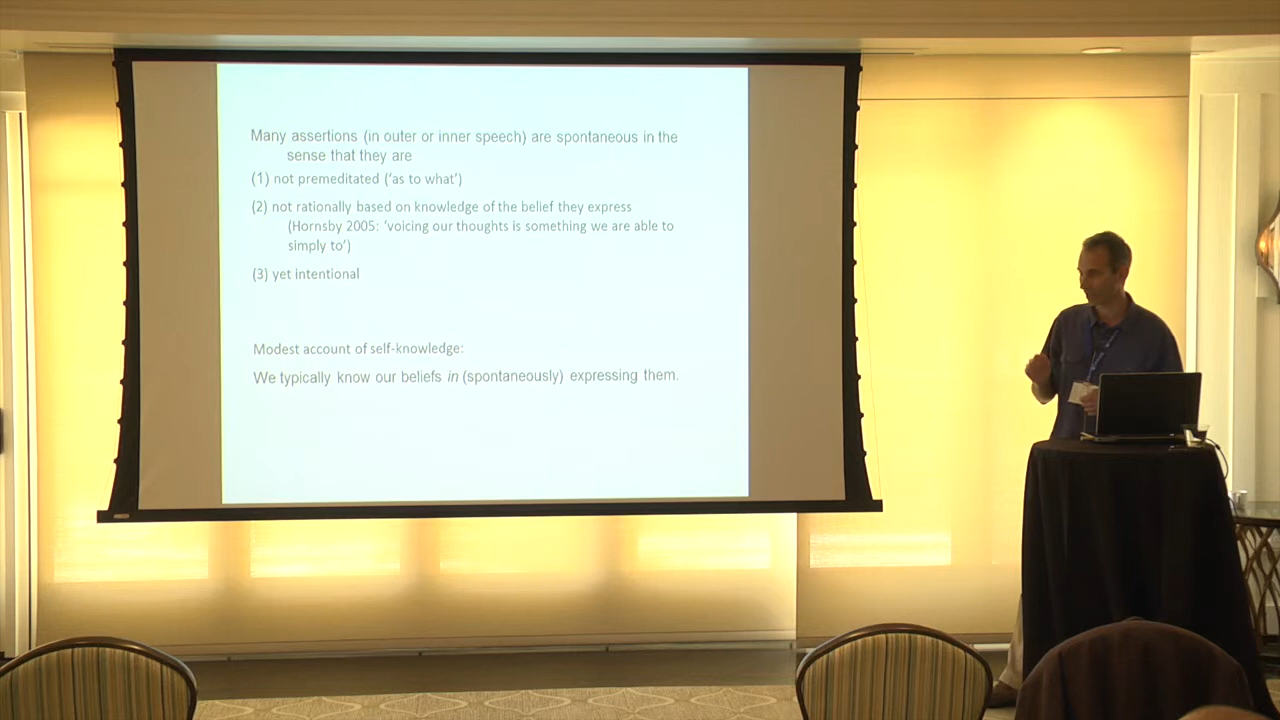 Many assertions (in outer or inner speech) are spontaneous in the
sense that they are
(1) not premeditated ('as to what')
(2) not rationally based on knowledge of the belief they express
(Hornsby 2005: 'voicing our thoughts is something we are able to
simply to')
(3) yet intentional
Modest account of self-knowledge:
We typically know our beliefs in (spontaneously) expressing them.